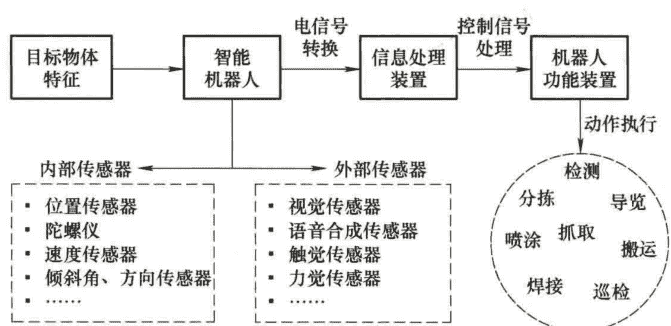 目标物体
特征
智能
机器人
电信号
转换
信息处理
装置
控制信号
处理
机器人
功能装置
动作执行
内部传感器
外部传感器
▪ 位置传感器
▪ 陀螺仪
▪ 速度传感器
▪ 倾斜角、方向传感器
▪ ……
▪ 视觉传感器
▪ 语音合成传感器
▪ 触觉传感器
▪ 力觉传感器
▪ ……
检测
分拣
导览
喷涂
抓取
搬运
焊接
巡检